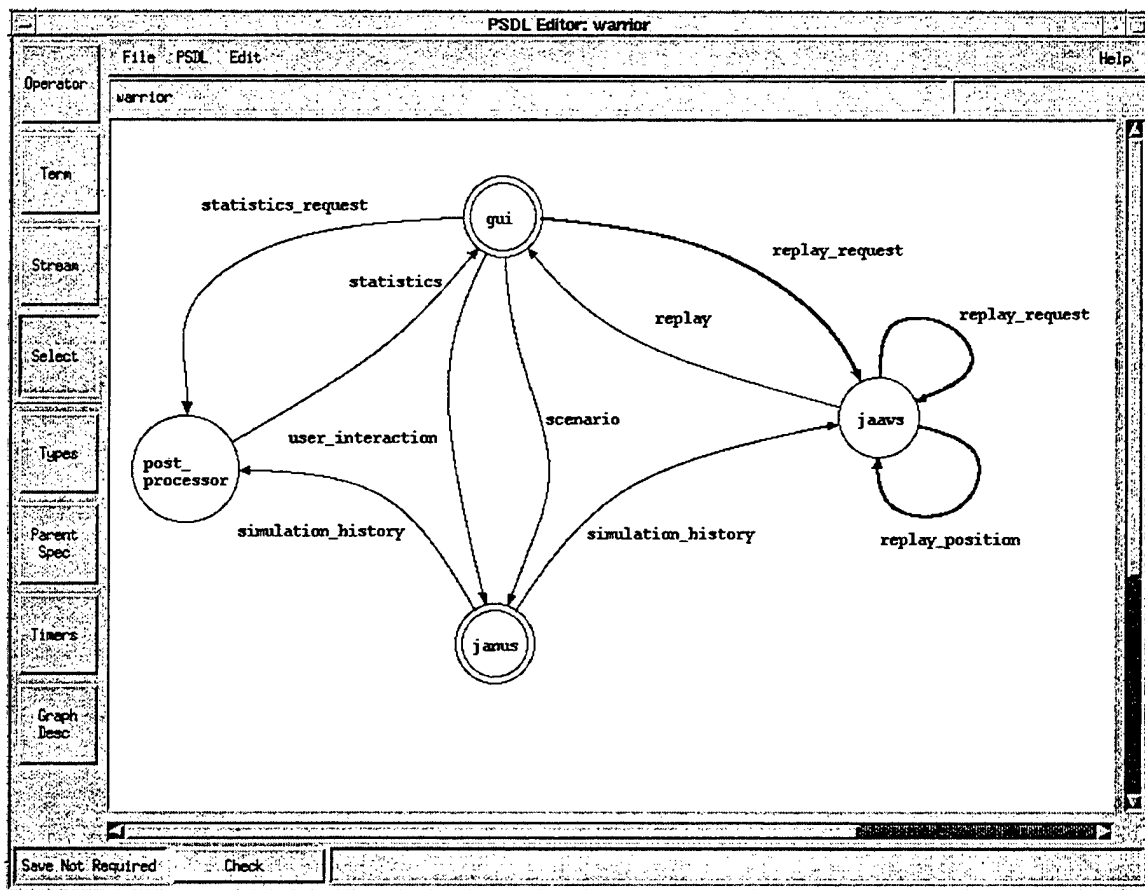 PSDL Editor: warrior
File PSDL Edit
Help
Operator
warrior
Term
Stream
Select
Types
Parent
Spec
Timers
Graph
Desc
statistics_request
gui
replay_request
statistics
replay
replay_request
jaaws
scenario
user_interaction
post_
processor
simulation_history
simulation_history
replay_position
janus
Save Not Required
Check